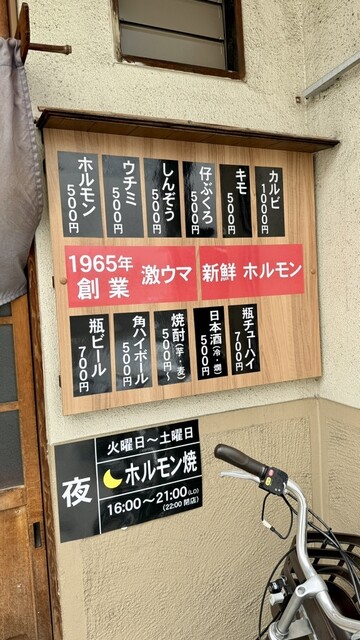 カルビ 1000円
キモ 500円
仔ぶくろ 500円
しんぞう 500円
ウチミ 500円
ホルモン 500円
1965年
創業
激ウマ
新鮮 ホルモン
瓶チューハイ 700円
日本酒(冷・燗) 500円
焼酎(芋・麦) 500円～
角ハイボール 500円
瓶ビール 700円
夜
火曜日～土曜日
ホルモン焼
16:00～21:00(L.O)
(22:00 閉店)